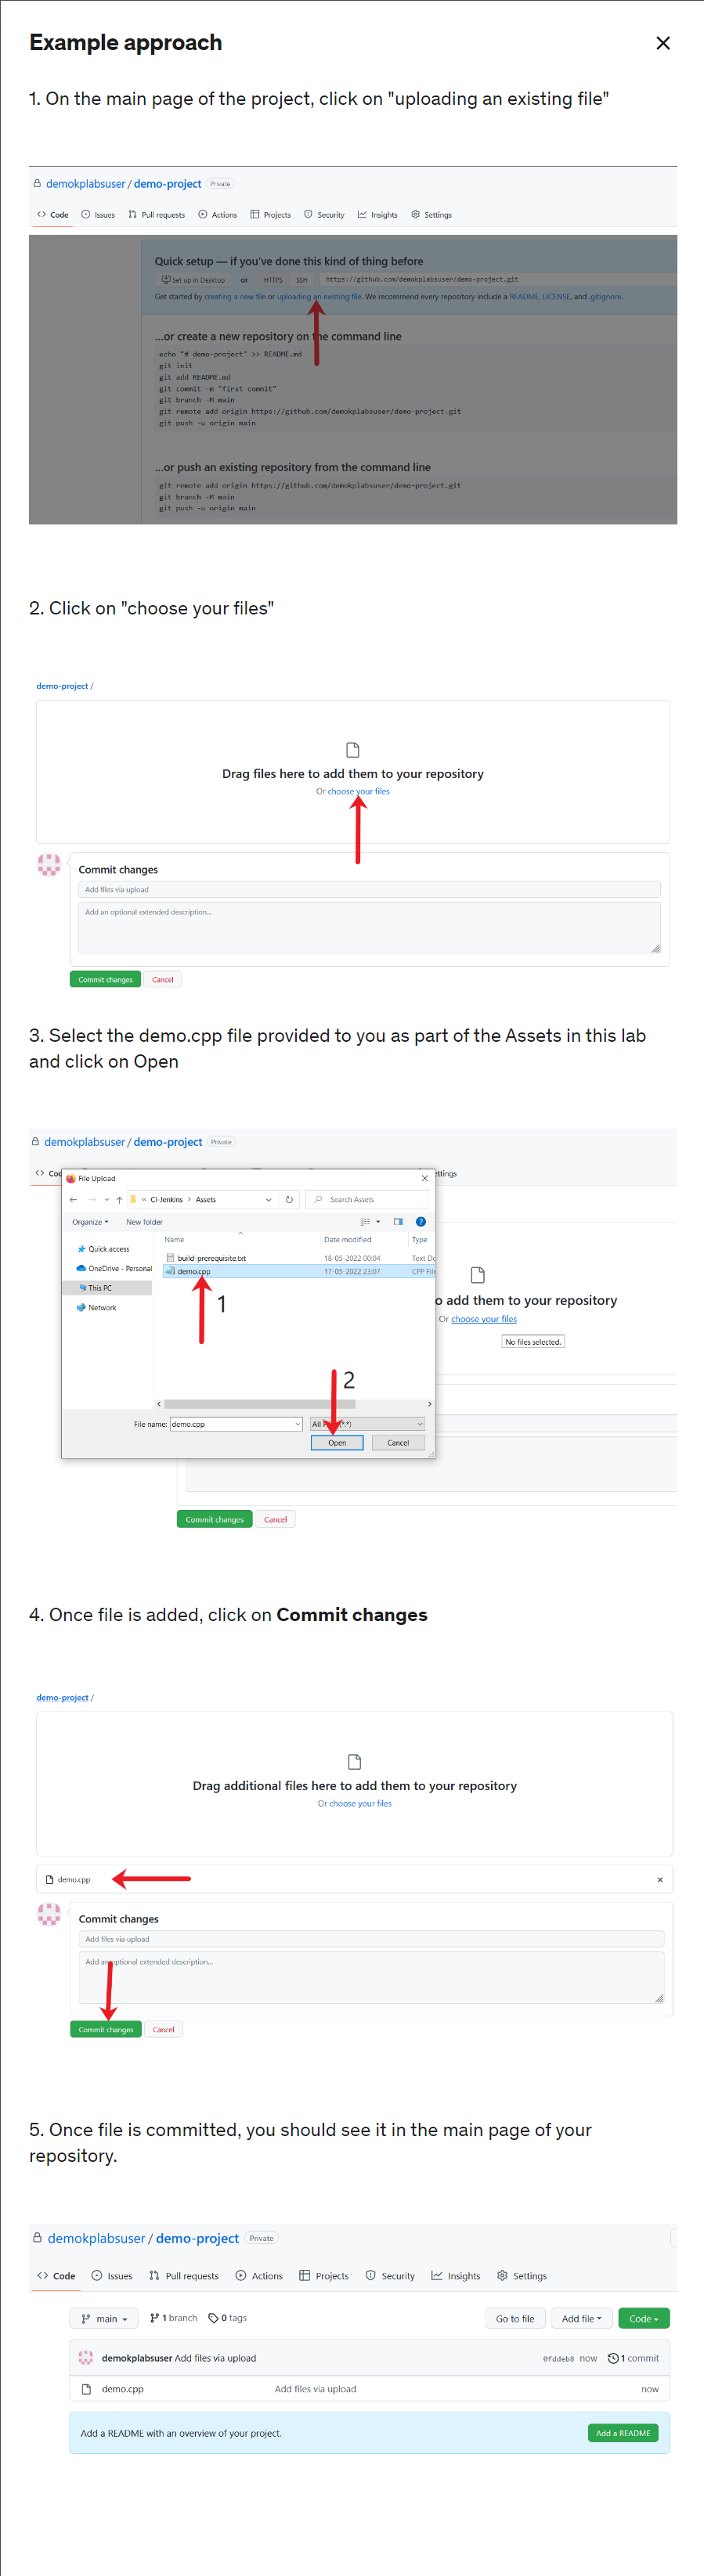 Example approach
1. On the main page of the project, click on "uploading an existing file"
demokplabsuser / demo-project Private
Code Issues Pull requests Actions Projects Security Insights Settings
Quick setup — if you've done this kind of thing before
Set up in Desktop or HTTPS SSH https://github.com/demokplabsuser/demo-project.git
Get started by creating a new file or uploading an existing file. We recommend every repository include a README, LICENSE, and .gitignore.
...or create a new repository on the command line
echo "# demo-project" >> README.md
git init
git add README.md
git commit -m "first commit"
git branch -M main
git remote add origin https://github.com/demokplabsuser/demo-project.git
git push -u origin main
...or push an existing repository from the command line
git remote add origin https://github.com/demokplabsuser/demo-project.git
git branch -M main
git push -u origin main
2. Click on "choose your files"
demo-project /
Drag files here to add them to your repository
Or choose your files
Commit changes
Add files via upload
Add an optional extended description...
Commit changes Cancel
3. Select the demo.cpp file provided to you as part of the Assets in this lab
and click on Open
demokplabsuser / demo-project Private
Cod
ttings
File Upload
« CI-Jenkins > Assets Search Assets
Organize New folder
Name Date modified Type
Quick access
build-prerequisite.txt 18-05-2022 00:04 Text Do
OneDrive - Personal
demo.cpp 17-05-2022 23:07 CPP File
This PC
Network
1
o add them to your repository
Or choose your files
No files selected.
2
File name: demo.cpp All (*.*)
Open Cancel
Commit changes Cancel
4. Once file is added, click on Commit changes
demo-project /
Drag additional files here to add them to your repository
Or choose your files
demo.cpp
Commit changes
Add files via upload
Add an optional extended description...
Commit changes Cancel
5. Once file is committed, you should see it in the main page of your
repository.
demokplabsuser / demo-project Private
Code Issues Pull requests Actions Projects Security Insights Settings
main 1 branch 0 tags Go to file Add file Code
demokplabsuser Add files via upload 0fddeb8 now 1 commit
demo.cpp Add files via upload now
Add a README with an overview of your project. Add a README